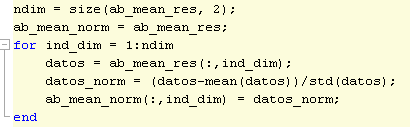 ndim = size(ab_mean_res, 2);
ab_mean_norm = ab_mean_res;
for ind_dim = 1:ndim
    datos = ab_mean_res(:,ind_dim);
    datos_norm = (datos-mean(datos))/std(datos);
    ab_mean_norm(:,ind_dim) = datos_norm;
end